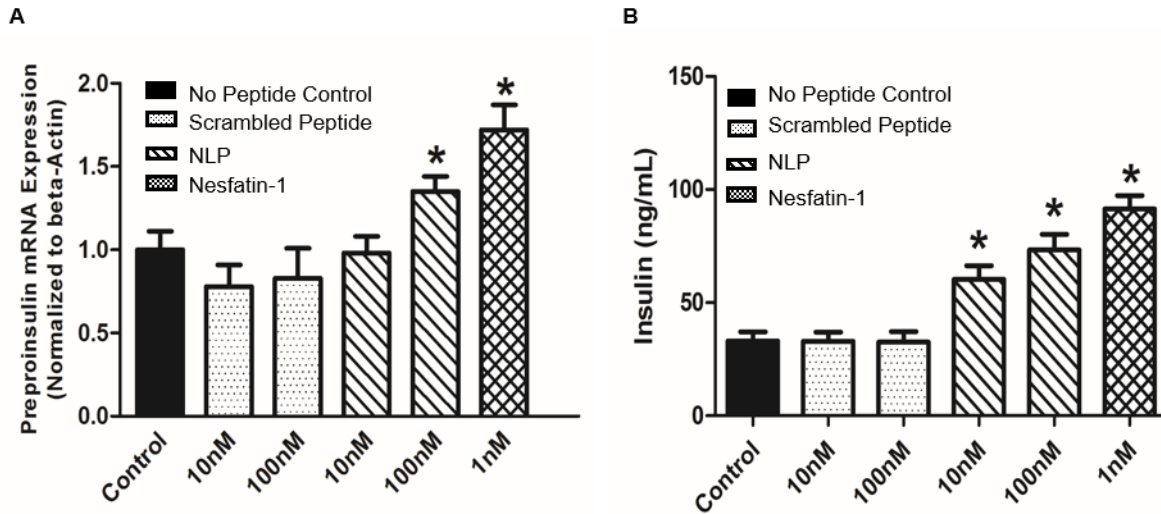 A
Preproinsulin mRNA Expression
(Normalized to beta-Actin)
2.0
1.5
1.0
0.5
0.0
No Peptide Control
Scrambled Peptide
NLP
Nesfatin-1
*
*
Control
10nM
100nM
10nM
100nM
1nM
B
Insulin (ng/mL)
150
100
50
0
No Peptide Control
Scrambled Peptide
NLP
Nesfatin-1
*
*
*
Control
10nM
100nM
10nM
100nM
1nM